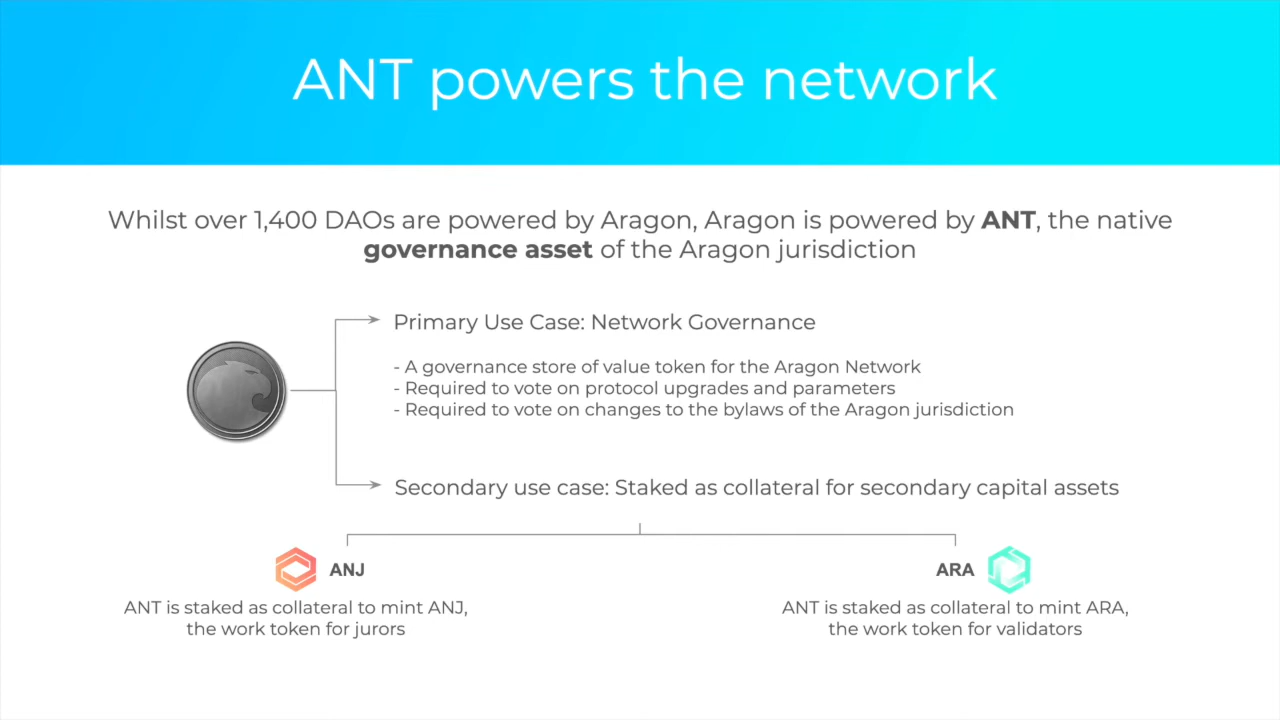 ANT powers the network
Whilst over 1,400 DAOs are powered by Aragon, Aragon is powered by ANT, the native
governance asset of the Aragon jurisdiction
Primary Use Case: Network Governance
- A governance store of value token for the Aragon Network
- Required to vote on protocol upgrades and parameters
- Required to vote on changes to the bylaws of the Aragon jurisdiction
Secondary use case: Staked as collateral for secondary capital assets
ANJ
ANT is staked as collateral to mint ANJ,
the work token for jurors
ARA
ANT is staked as collateral to mint ARA,
the work token for validators